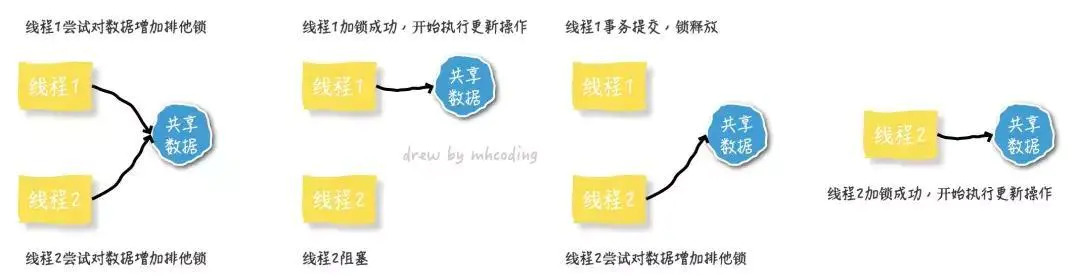 线程1尝试对数据增加排他锁
线程1
共享
数据
线程2
线程2尝试对数据增加排他锁
线程1加锁成功，开始执行更新操作
线程1
共享
数据
drew by mhcoding
线程2
线程2阻塞
线程1事务提交，锁释放
线程1
共享
数据
线程2
线程2尝试对数据增加排他锁
线程2
共享
数据
线程2加锁成功，开始执行更新操作